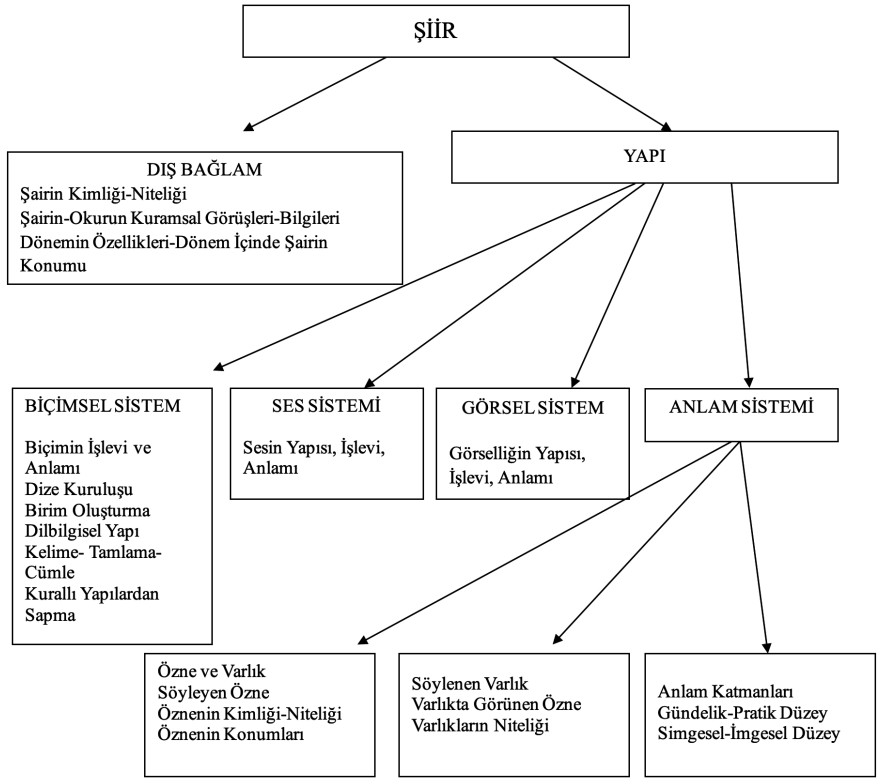 ŞİİR
DIŞ BAĞLAM
Şairin Kimliği-Niteliği
Şairin-Okurun Kuramsal Görüşleri-Bilgileri
Dönemin Özellikleri-Dönem İçinde Şairin
Konumu
YAPI
BİÇİMSEL SİSTEM
Biçimin İşlevi ve
Anlamı
Dize Kuruluşu
Birim Oluşturma
Dilbilgisel Yapı
Kelime- Tamlama-
Cümle
Kurallı Yapılardan
Sapma
SES SİSTEMİ
Sesin Yapısı, İşlevi,
Anlamı
GÖRSEL SİSTEM
Görselliğin Yapısı,
İşlevi, Anlamı
ANLAM SİSTEMİ
Özne ve Varlık
Söyleyen Özne
Öznenin Kimliği-Niteliği
Öznenin Konumları
Söylenen Varlık
Varlıkta Görünen Özne
Varlıkların Niteliği
Anlam Katmanları
Gündelik-Pratik Düzey
Simgesel-İmgesel Düzey